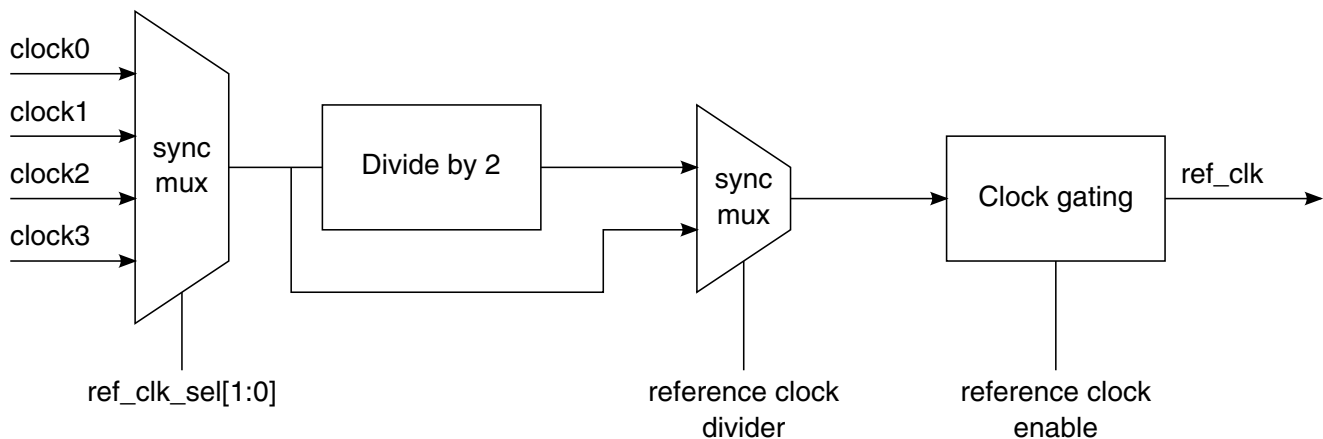 clock0
clock1
clock2
clock3
sync
mux
ref_clk_sel[1:0]
Divide by 2
sync
mux
reference clock
divider
Clock gating
reference clock
enable
ref_clk